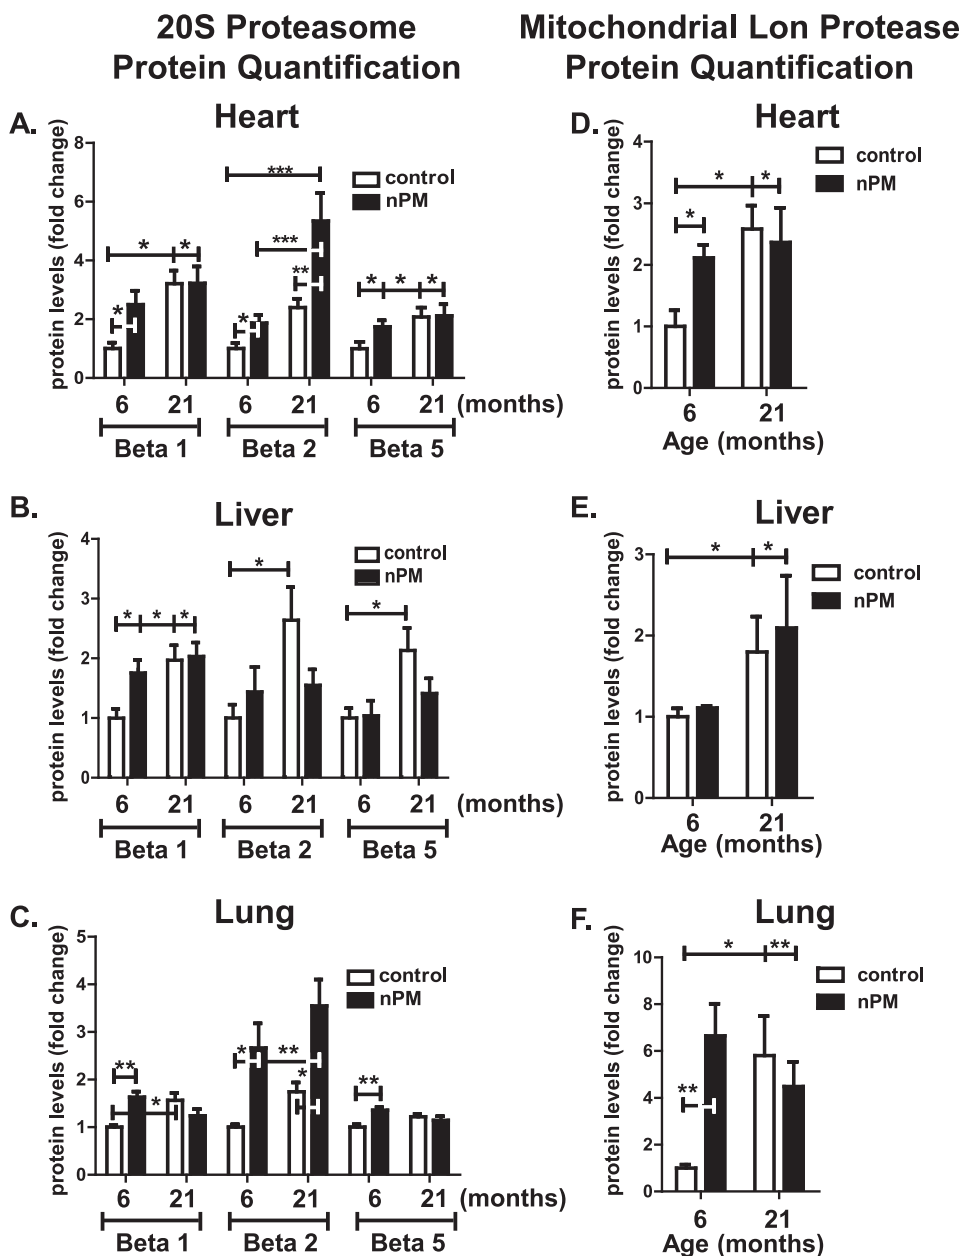 20S Proteasome
Protein Quantification
Mitochondrial Lon Protease
Protein Quantification
A.
Heart
protein levels (fold change)
8
6
4
2
0
*
*
*
*
***
***
**
*
*
*
control
nPM
6
21
6
21
6
21
(months)
Beta 1
Beta 2
Beta 5
D.
Heart
protein levels (fold change)
4
3
2
1
0
*
*
*
control
nPM
6
21
Age (months)
B.
Liver
protein levels (fold change)
4
3
2
1
0
*
*
*
*
*
control
nPM
6
21
6
21
6
21
(months)
Beta 1
Beta 2
Beta 5
E.
Liver
protein levels (fold change)
3
2
1
0
*
*
control
nPM
6
21
Age (months)
C.
Lung
protein levels (fold change)
5
4
3
2
1
0
**
*
*
**
*
**
control
nPM
6
21
6
21
6
21
(months)
Beta 1
Beta 2
Beta 5
F.
Lung
protein levels (fold change)
10
8
6
4
2
0
*
**
**
control
nPM
6
21
Age (months)